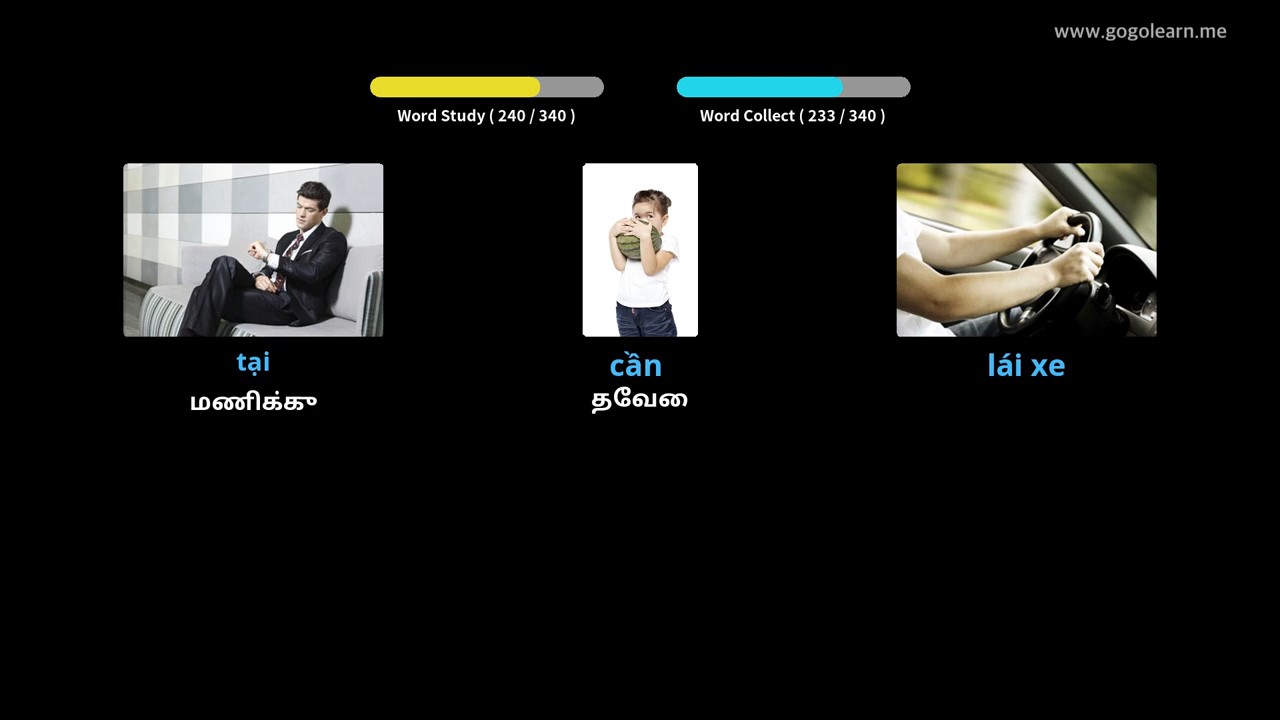 www.gogolearn.me
Word Study ( 240 / 340 )
Word Collect ( 233 / 340 )
tại
cần
lái xe
மணிக்கு
தவேை